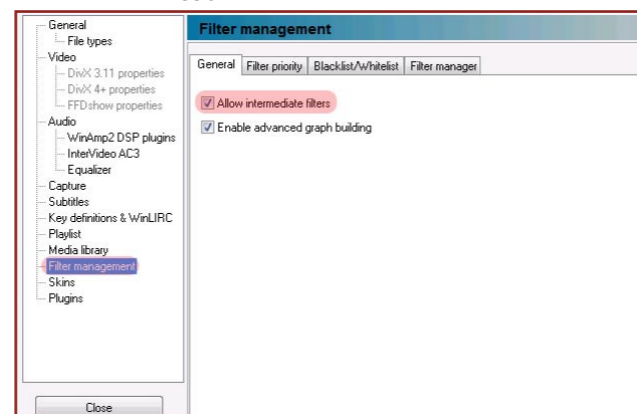 General
File types
Video
DivX 3.11 properties
DivX 4+ properties
FFDshow properties
Audio
WinAmp2 DSP plugins
InterVideo AC3
Equalizer
Capture
Subtitles
Key definitions & WinLIRC
Playlist
Media library
Filter management
Skins
Plugins
Close
Filter management
General Filter priority Blacklist/Whitelist Filter manager
Allow intermediate filters
Enable advanced graph building